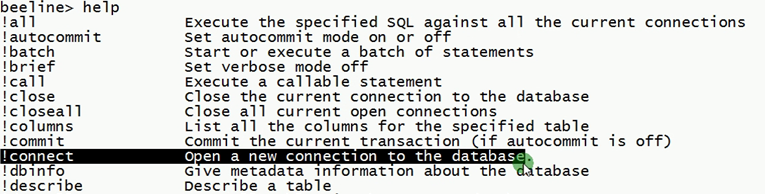 beeline> help
!all Execute the specified SQL against all the current connections
!autocommit Set autocommit mode on or off
!batch Start or execute a batch of statements
!brief Set verbose mode off
!call Execute a callable statement
!close Close the current connection to the database
!closeall Close all current open connections
!columns List all the columns for the specified table
!commit Commit the current transaction (if autocommit is off)
!connect Open a new connection to the database.
!dbinfo Give metadata information about the database
!describe Describe a table